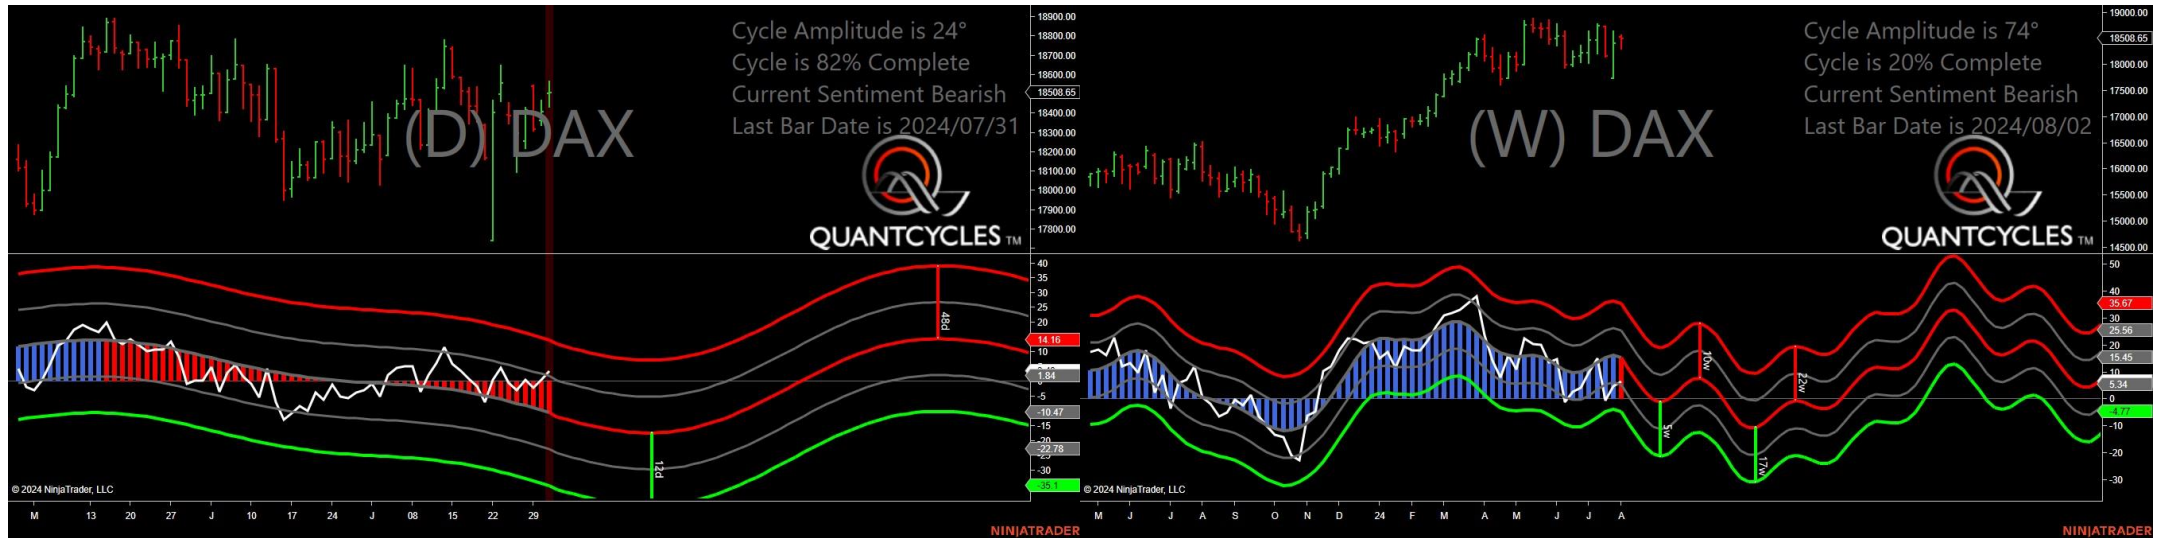 Cycle Amplitude is 24°
Cycle is 82% Complete
Current Sentiment Bearish
Last Bar Date is 2024/07/31
(D) DAX
QUANTCYCLES TM
18900.00
18800.00
18700.00
18600.00
18508.65
18400.00
18300.00
18200.00
18100.00
18000.00
17900.00
17800.00
40
35
30
25
20
14.16
10
1.84
-5
-10.47
-15
-20
-22.78
-30
-35.1
48d
12d
© 2024 NinjaTrader, LLC
M 13 20 27 J 10 17 24 J 08 15 22 29
NINJATRADER
Cycle Amplitude is 74°
Cycle is 20% Complete
Current Sentiment Bearish
Last Bar Date is 2024/08/02
(W) DAX
QUANTCYCLES TM
19000.00
18508.65
18000.00
17500.00
17000.00
16500.00
16000.00
15500.00
15000.00
14500.00
50
40
35.67
30
25.56
20
15.45
10
5.34
0
-4.77
-10
-20
-30
10w
22w
5w
17w
© 2024 NinjaTrader, LLC
M J J A S O N D 24 F M A M J J A
NINJATRADER